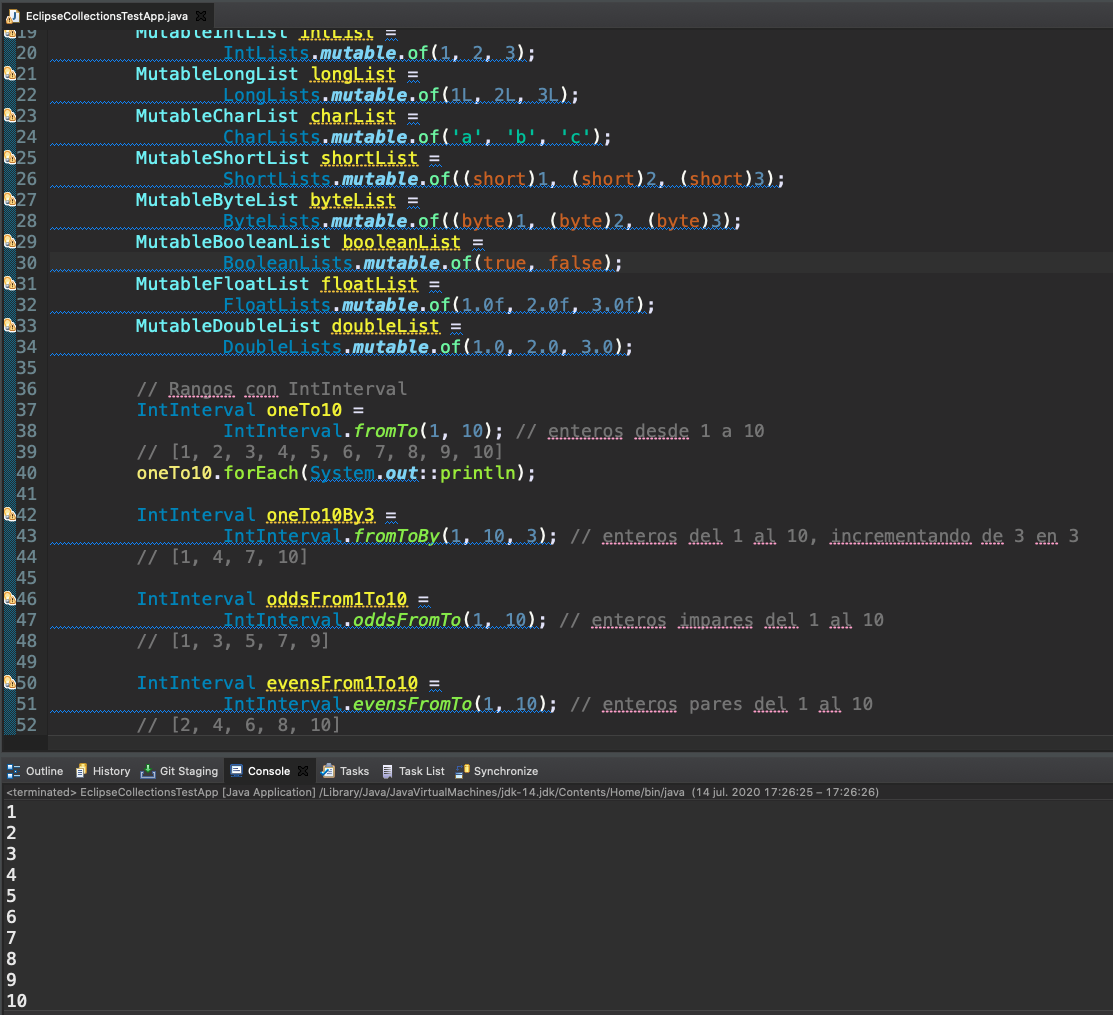 EclipseCollectionsTestApp.java
19 MutableIntList intList =
20 IntLists.mutable.of(1, 2, 3);
21 MutableLongList longList =
22 LongLists.mutable.of(1L, 2L, 3L);
23 MutableCharList charList =
24 CharLists.mutable.of('a', 'b', 'c');
25 MutableShortList shortList =
26 ShortLists.mutable.of((short)1, (short)2, (short)3);
27 MutableByteList byteList =
28 ByteLists.mutable.of((byte)1, (byte)2, (byte)3);
29 MutableBooleanList booleanList =
30 BooleanLists.mutable.of(true, false);
31 MutableFloatList floatList =
32 FloatLists.mutable.of(1.0f, 2.0f, 3.0f);
33 MutableDoubleList doubleList =
34 DoubleLists.mutable.of(1.0, 2.0, 3.0);
35
36 // Rangos con IntInterval
37 IntInterval oneTo10 =
38 IntInterval.fromTo(1, 10); // enteros desde 1 a 10
39 // [1, 2, 3, 4, 5, 6, 7, 8, 9, 10]
40 oneTo10.forEach(System.out::println);
41
42 IntInterval oneTo10By3 =
43 IntInterval.fromToBy(1, 10, 3); // enteros del 1 al 10, incrementando de 3 en 3
44 // [1, 4, 7, 10]
45
46 IntInterval oddsFrom1To10 =
47 IntInterval.oddsFromTo(1, 10); // enteros impares del 1 al 10
48 // [1, 3, 5, 7, 9]
49
50 IntInterval evensFrom1To10 =
51 IntInterval.evensFromTo(1, 10); // enteros pares del 1 al 10
52 // [2, 4, 6, 8, 10]
Outline History Git Staging Console Tasks Task List Synchronize
<terminated> EclipseCollectionsTestApp [Java Application] /Library/Java/JavaVirtualMachines/jdk-14.jdk/Contents/Home/bin/java (14 jul. 2020 17:26:25 – 17:26:26)
1
2
3
4
5
6
7
8
9
10